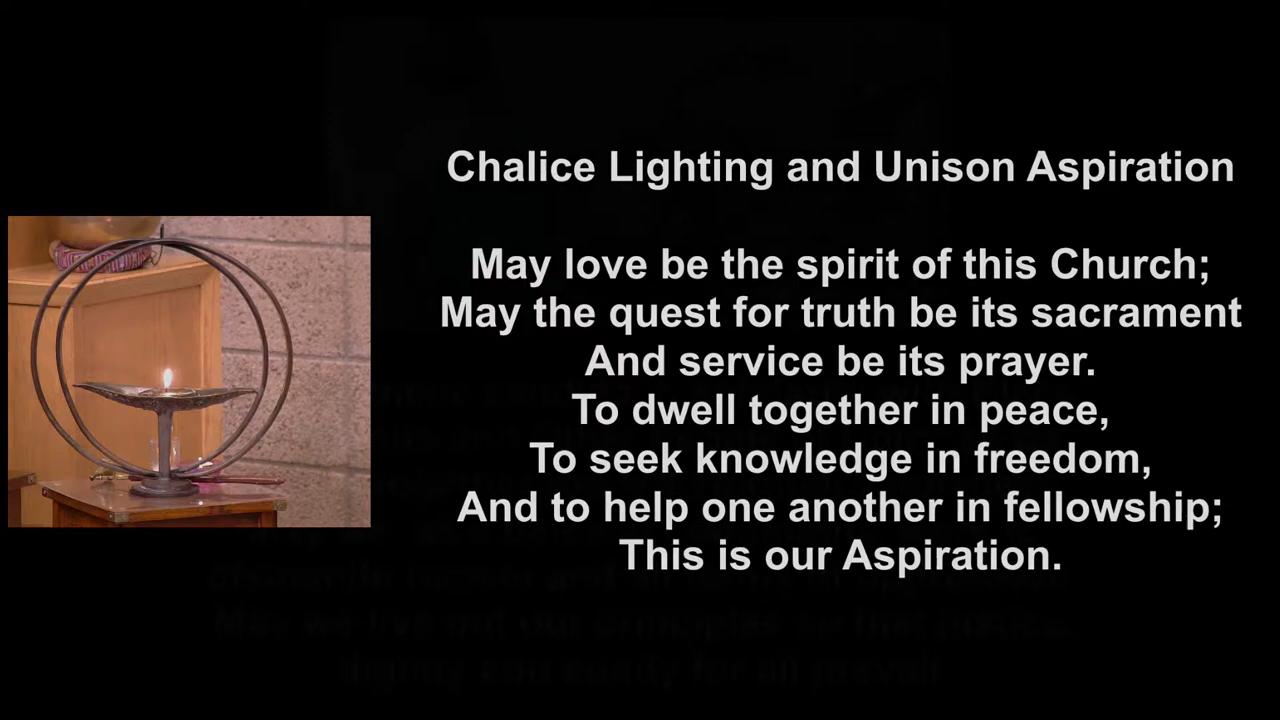 Chalice Lighting and Unison Aspiration
May love be the spirit of this Church;
May the quest for truth be its sacrament
And service be its prayer.
To dwell together in peace,
To seek knowledge in freedom,
And to help one another in fellowship;
This is our Aspiration.